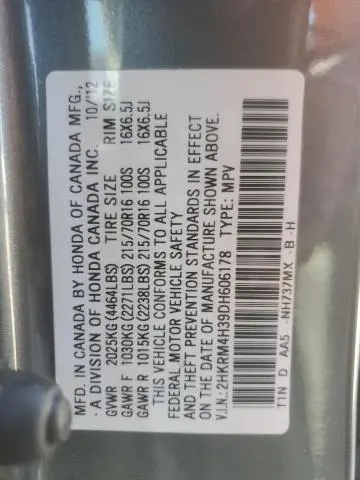 MFD. IN CANADA BY HONDA OF CANADA MFG.,
- A DIVISION OF HONDA CANADA INC. 10/'12
GVWR 2025KG(4464LBS) TIRE SIZE RIM SIZE
GAWR F 1030KG(2271LBS)215/70R16 100S 16X6.5J
GAWR R 1015KG(2238LBS)215/70R16 100S 16X6.5J
THIS VEHICLE CONFORMS TO ALL APPLICABLE
FEDERAL MOTOR VEHICLE SAFETY
AND THEFT PREVENTION STANDARDS IN EFFECT
ON THE DATE OF MANUFACTURE SHOWN ABOVE.
V.I.N.: 2HKRM4H39DH606178 TYPE: MPV
T1N D AA5 -NH737MX -B -H